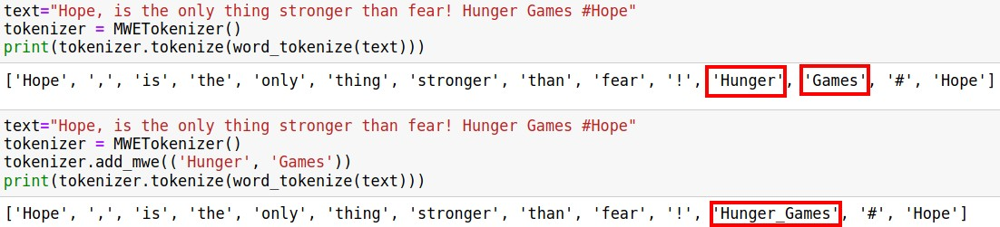 text="Hope, is the only thing stronger than fear! Hunger Games #Hope"
tokenizer = MWETokenizer()
print(tokenizer.tokenize(word_tokenize(text)))
['Hope', ',', 'is', 'the', 'only', 'thing', 'stronger', 'than', 'fear', '!', 'Hunger', 'Games', '#', 'Hope']
text="Hope, is the only thing stronger than fear! Hunger Games #Hope"
tokenizer = MWETokenizer()
tokenizer.add_mwe(('Hunger', 'Games'))
print(tokenizer.tokenize(word_tokenize(text)))
['Hope', ',', 'is', 'the', 'only', 'thing', 'stronger', 'than', 'fear', '!', 'Hunger_Games', '#', 'Hope']